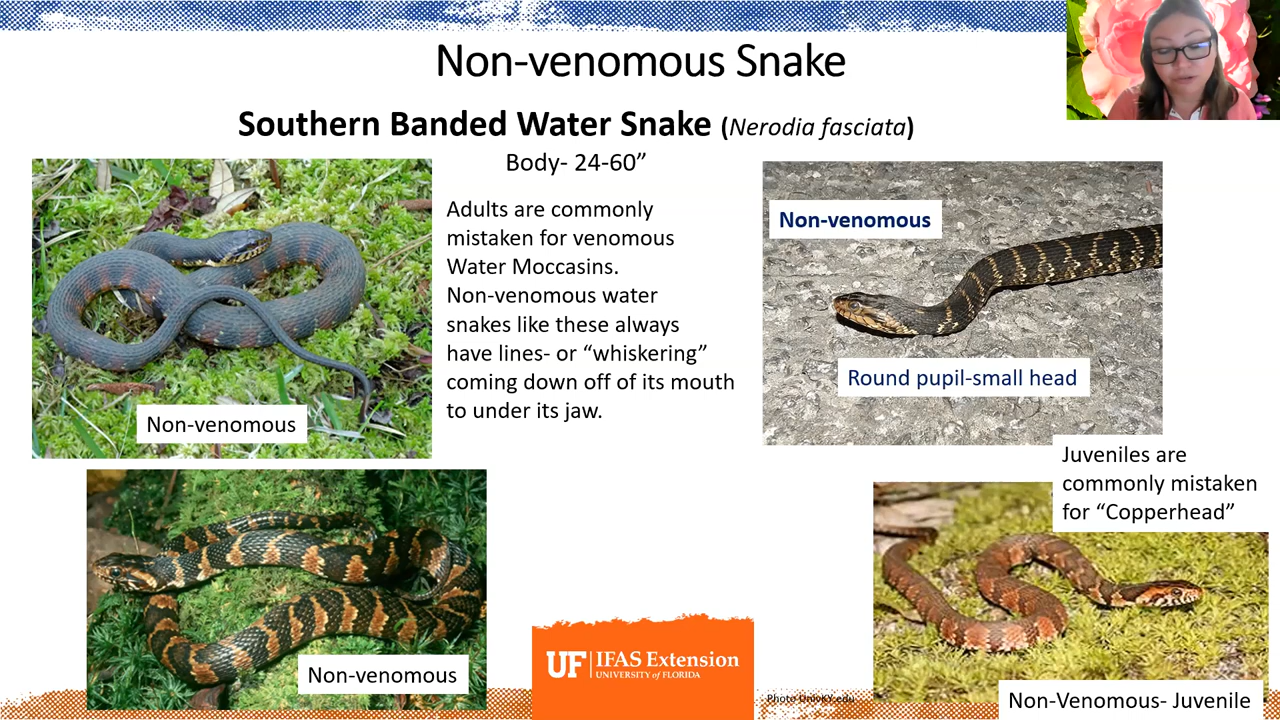 Non-venomous Snake
Southern Banded Water Snake (Nerodia fasciata)
Body- 24-60”
Adults are commonly
mistaken for venomous
Water Moccasins.
Non-venomous water
snakes like these always
have lines- or “whiskering”
coming down off of its mouth
to under its jaw.
Non-venomous
Non-venomous
Round pupil-small head
Juveniles are
commonly mistaken
for “Copperhead”
Non-venomous
UF IFAS Extension
UNIVERSITY of FLORIDA
Photo
Non-Venomous- Juvenile